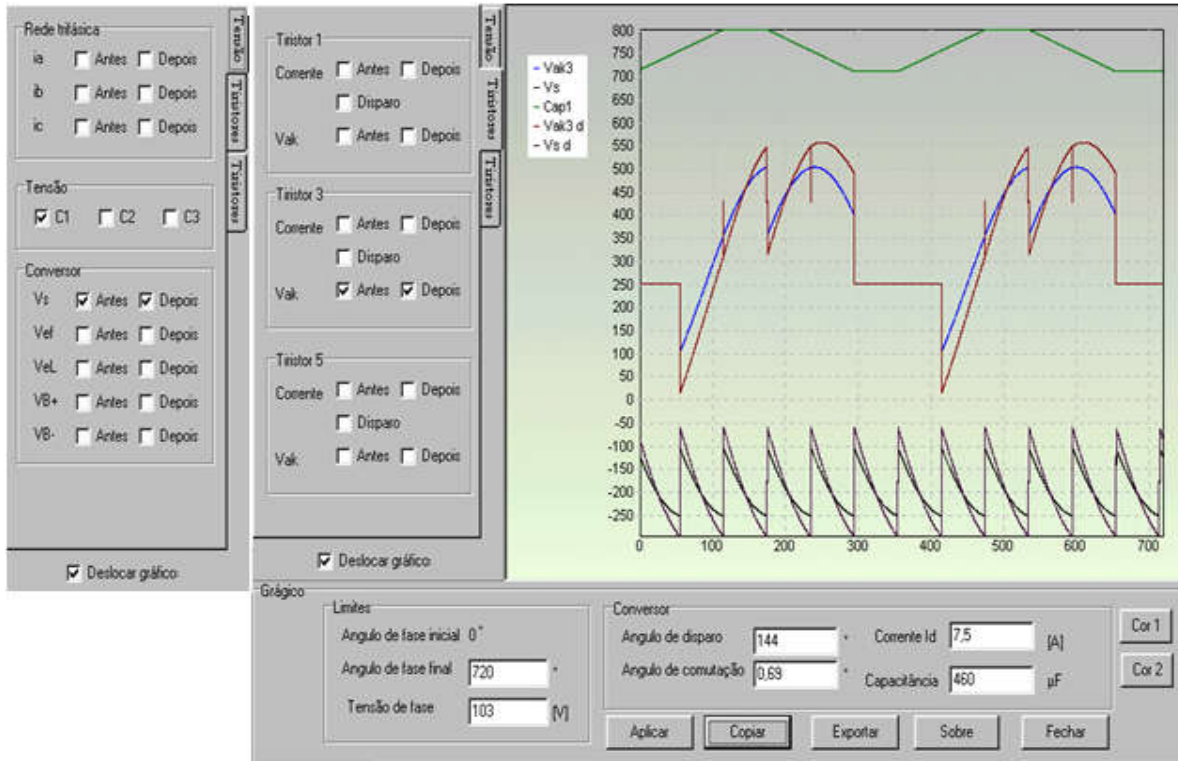 Rede trifásica
ia Antes Depois
ib Antes Depois
ic Antes Depois
Tensão
C1 C2 C3
Conversor
Vs Antes Depois
Vef Antes Depois
VeL Antes Depois
VB+ Antes Depois
VB- Antes Depois
Deslocar gráfico
Tensão
Tiristores
Tiristores
Tiristor 1
Corrente Antes Depois
Disparo
Vak Antes Depois
Tiristor 3
Corrente Antes Depois
Disparo
Vak Antes Depois
Tiristor 5
Corrente Antes Depois
Disparo
Vak Antes Depois
Deslocar gráfico
Tensão
Tiristores
Tiristores
Vak3
Vs
Cap1
Vak3 d
Vs d
800
750
700
650
600
550
500
450
400
350
300
250
200
150
100
50
0
-50
-100
-150
-200
-250
0 100 200 300 400 500 600 700
Grágico
Limites
Angulo de fase inicial 0°
Angulo de fase final 720 °
Tensão de fase 103 [V]
Conversor
Angulo de disparo 144 ° Corrente Id 7,5 [A]
Angulo de comutação 0,69 ° Capacitância 460 µF
Cor 1
Cor 2
Aplicar Copiar Exportar Sobre Fechar